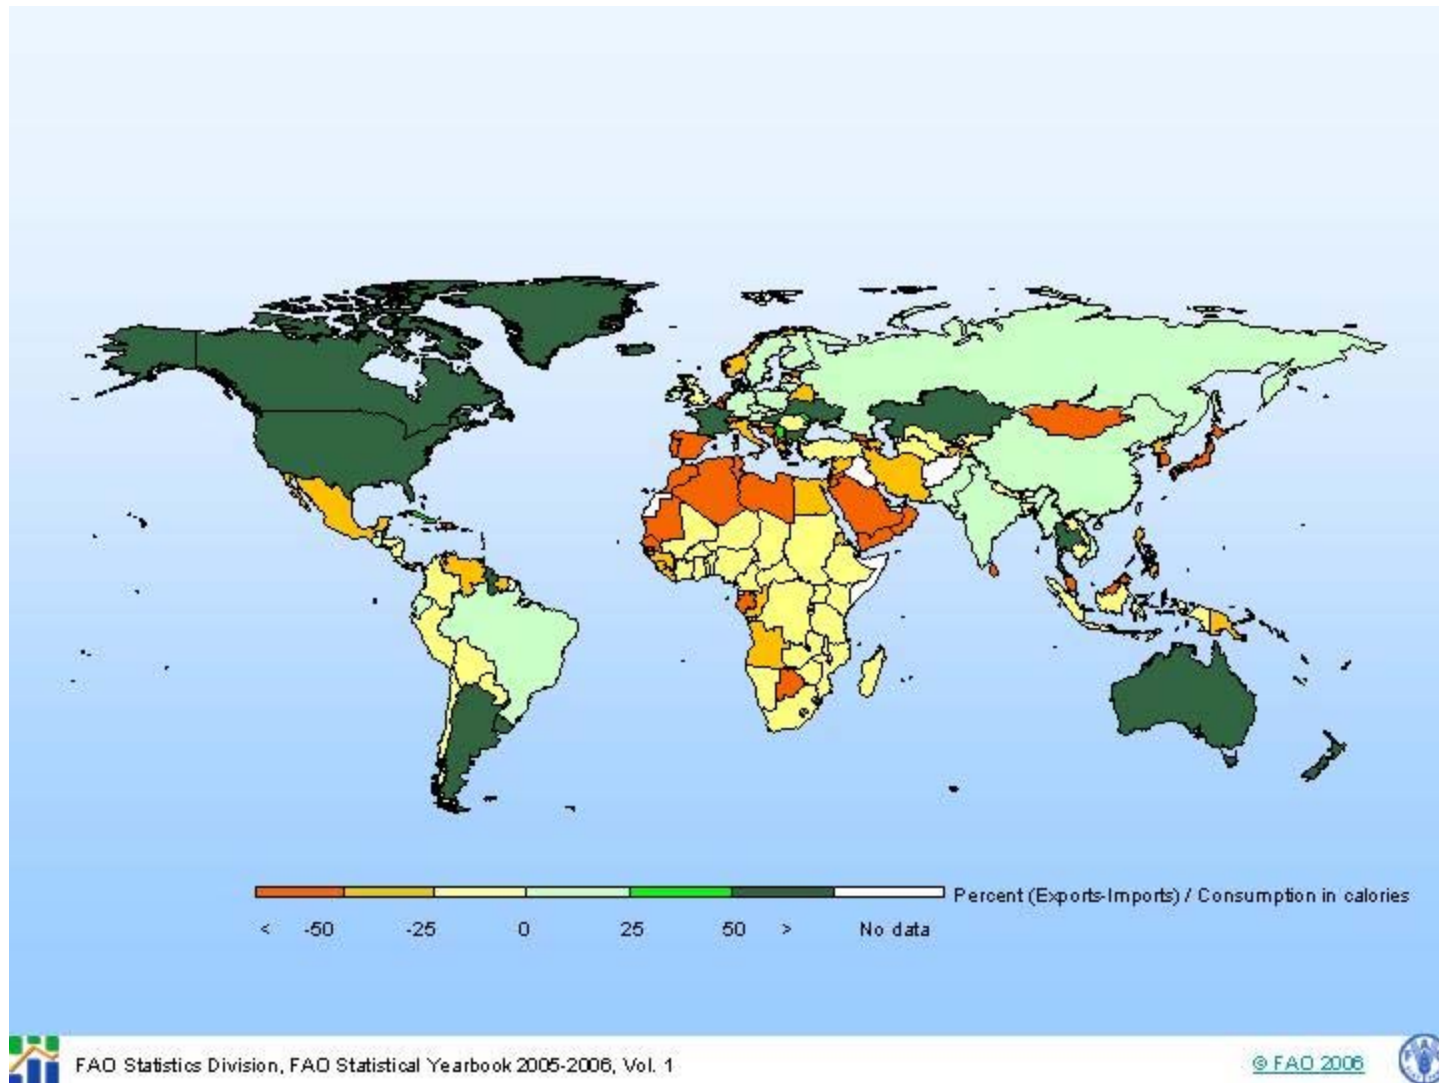 Percent (Exports-Imports) / Consumption in calories
< -50 -25 0 25 50 > No data
FAO Statistics Division, FAO Statistical Yearbook 2005-2006, Vol. 1
© FAO 2006